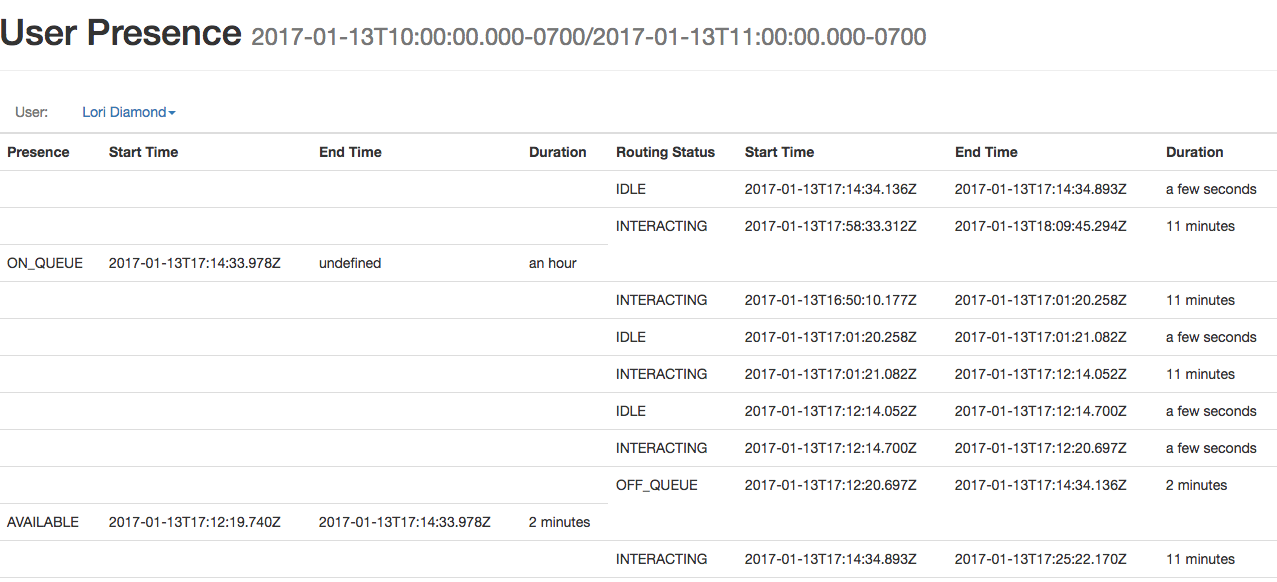 User Presence 2017-01-13T10:00:00.000-0700/2017-01-13T11:00:00.000-0700
User: Lori Diamond
Presence Start Time End Time Duration Routing Status Start Time End Time Duration
IDLE 2017-01-13T17:14:34.136Z 2017-01-13T17:14:34.893Z a few seconds
INTERACTING 2017-01-13T17:58:33.312Z 2017-01-13T18:09:45.294Z 11 minutes
ON_QUEUE 2017-01-13T17:14:33.978Z undefined an hour
INTERACTING 2017-01-13T16:50:10.177Z 2017-01-13T17:01:20.258Z 11 minutes
IDLE 2017-01-13T17:01:20.258Z 2017-01-13T17:01:21.082Z a few seconds
INTERACTING 2017-01-13T17:01:21.082Z 2017-01-13T17:12:14.052Z 11 minutes
IDLE 2017-01-13T17:12:14.052Z 2017-01-13T17:12:14.700Z a few seconds
INTERACTING 2017-01-13T17:12:14.700Z 2017-01-13T17:12:20.697Z a few seconds
OFF_QUEUE 2017-01-13T17:12:20.697Z 2017-01-13T17:14:34.136Z 2 minutes
AVAILABLE 2017-01-13T17:12:19.740Z 2017-01-13T17:14:33.978Z 2 minutes
INTERACTING 2017-01-13T17:14:34.893Z 2017-01-13T17:25:22.170Z 11 minutes